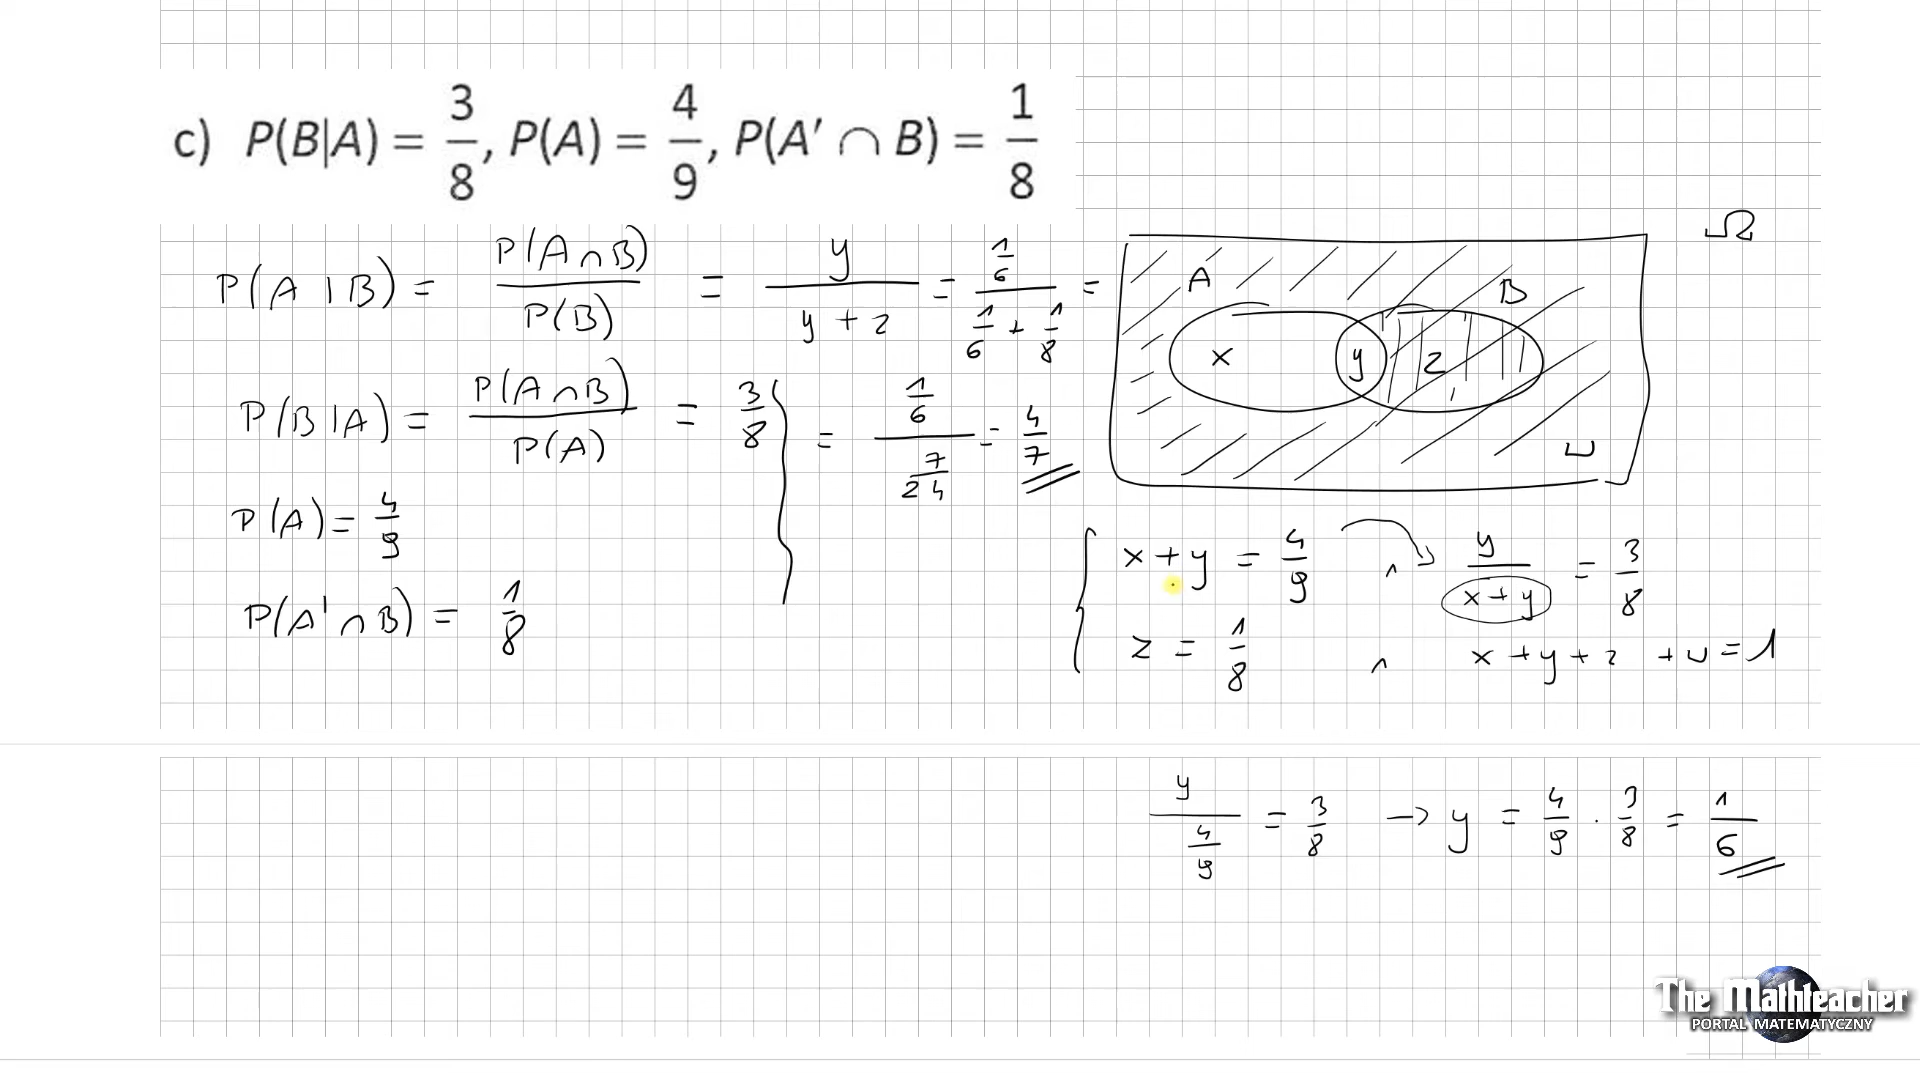 c) P(B|A) = 3/8, P(A) = 4/9, P(A′ ∩ B) = 1/8
P(A | B) = P(A∩B)/P(B) = y/(y + z) = (1/6)/(1/6 + 1/8) =
= (1/6)/(7/24) = 4/7
P(B|A) = P(A∩B)/P(A) = 3/8
P(A) = 4/9
P(A' ∩ B) = 1/8
Ω
A
B
x y z
u
x + y = 4/9 ∧ y/(x + y) = 3/8
z = 1/8 ∧ x + y + z + u = 1
y/(4/9) = 3/8 → y = 4/9 · 3/8 = 1/6
The Mathteacher
PORTAL MATEMATYCZNY